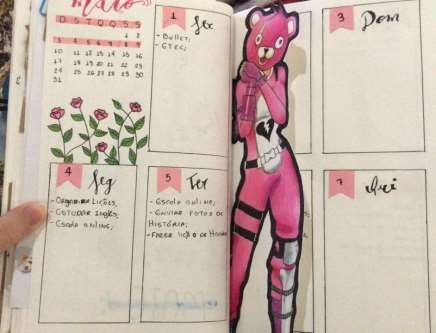 Maio
D S T Q Q S S
1 2
3 4 5 6 7 8 9
10 11 12 13 14 15 16
17 18 19 20 21 22 23
24 25 26 27 28 29 30
31
1 Sex
- Bullet;
3 Dom
4 Seg
- Organizar lições;
- Estudar inglês;
- Escola online;
5 Ter
- Escola online;
- Enviar fotos de
História;
- Fazer lição de
7 Qui